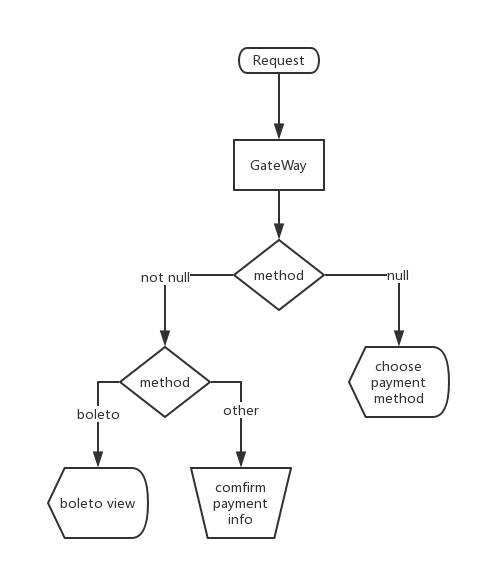 Request
GateWay
method
not null
null
choose
payment
method
method
boleto
other
boleto view
comfirm
payment
info